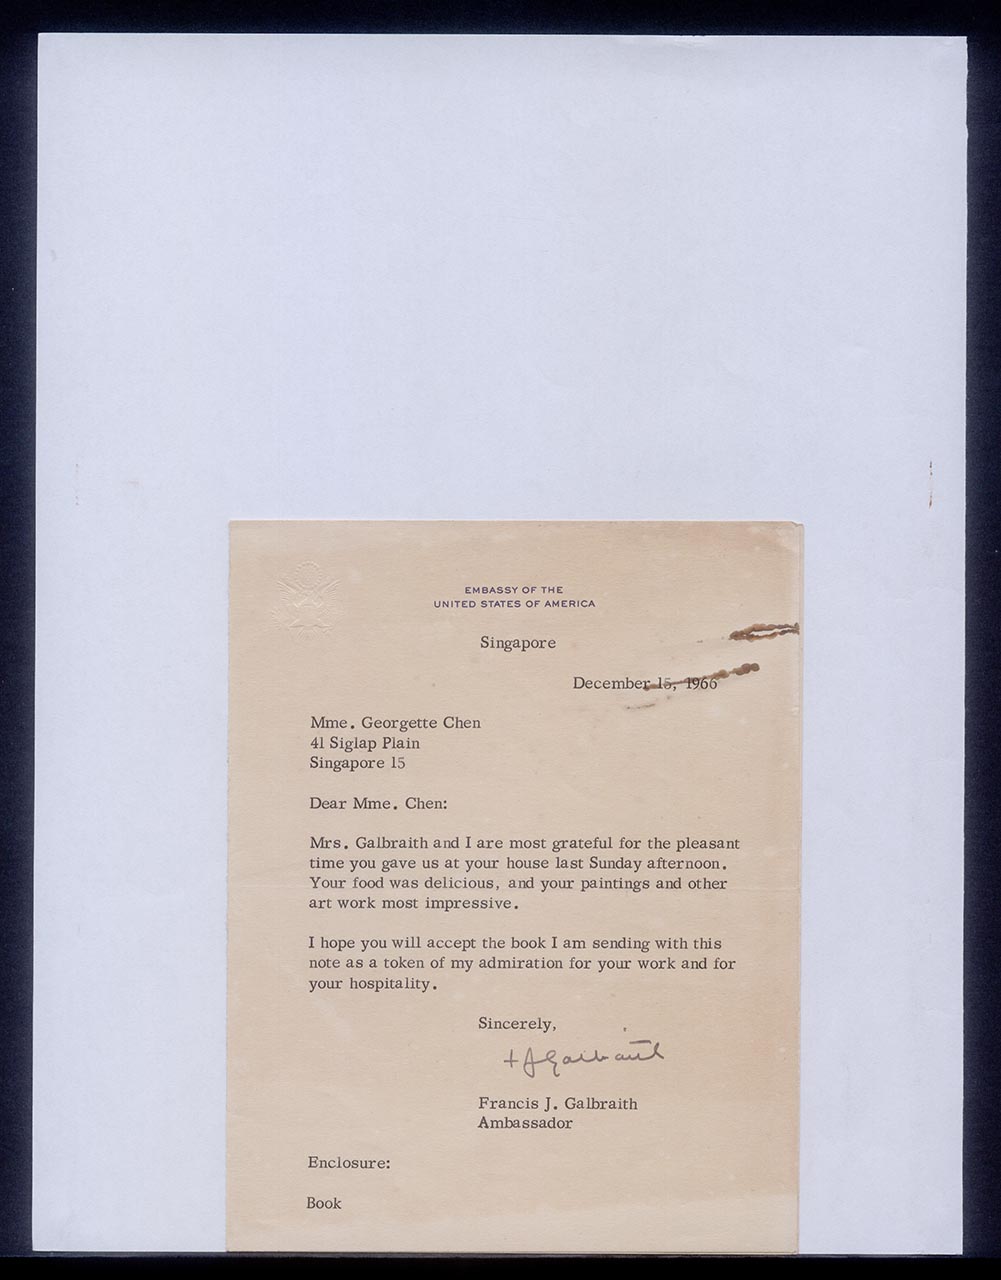 EMBASSY OF THE
UNITED STATES OF AMERICA
Singapore
December 15, 1966
Mme. Georgette Chen
41 Siglap Plain
Singapore 15
Dear Mme. Chen:
Mrs. Galbraith and I are most grateful for the pleasant
time you gave us at your house last Sunday afternoon.
Your food was delicious, and your paintings and other
art work most impressive.
I hope you will accept the book I am sending with this
note as a token of my admiration for your work and for
your hospitality.
Sincerely,
FJGalbraith
Francis J. Galbraith
Ambassador
Enclosure:
Book